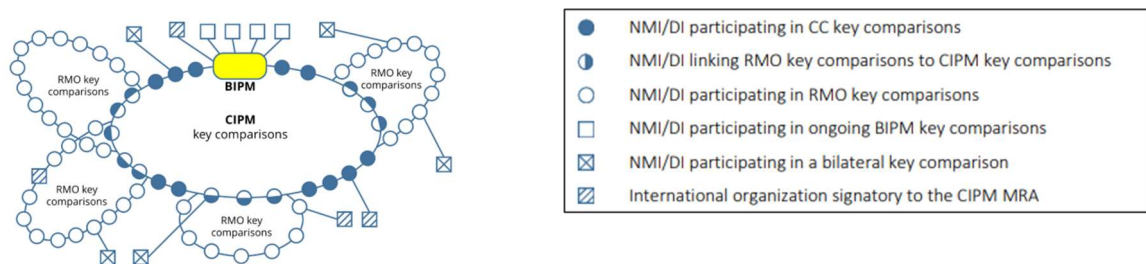 RMO key
comparisons
BIPM
CIPM
key comparisons
RMO key
comparisons
RMO key
comparisons
RMO key
comparisons
NMI/DI participating in CC key comparisons
NMI/DI linking RMO key comparisons to CIPM key comparisons
NMI/DI participating in RMO key comparisons
NMI/DI participating in ongoing BIPM key comparisons
NMI/DI participating in a bilateral key comparison
International organization signatory to the CIPM MRA